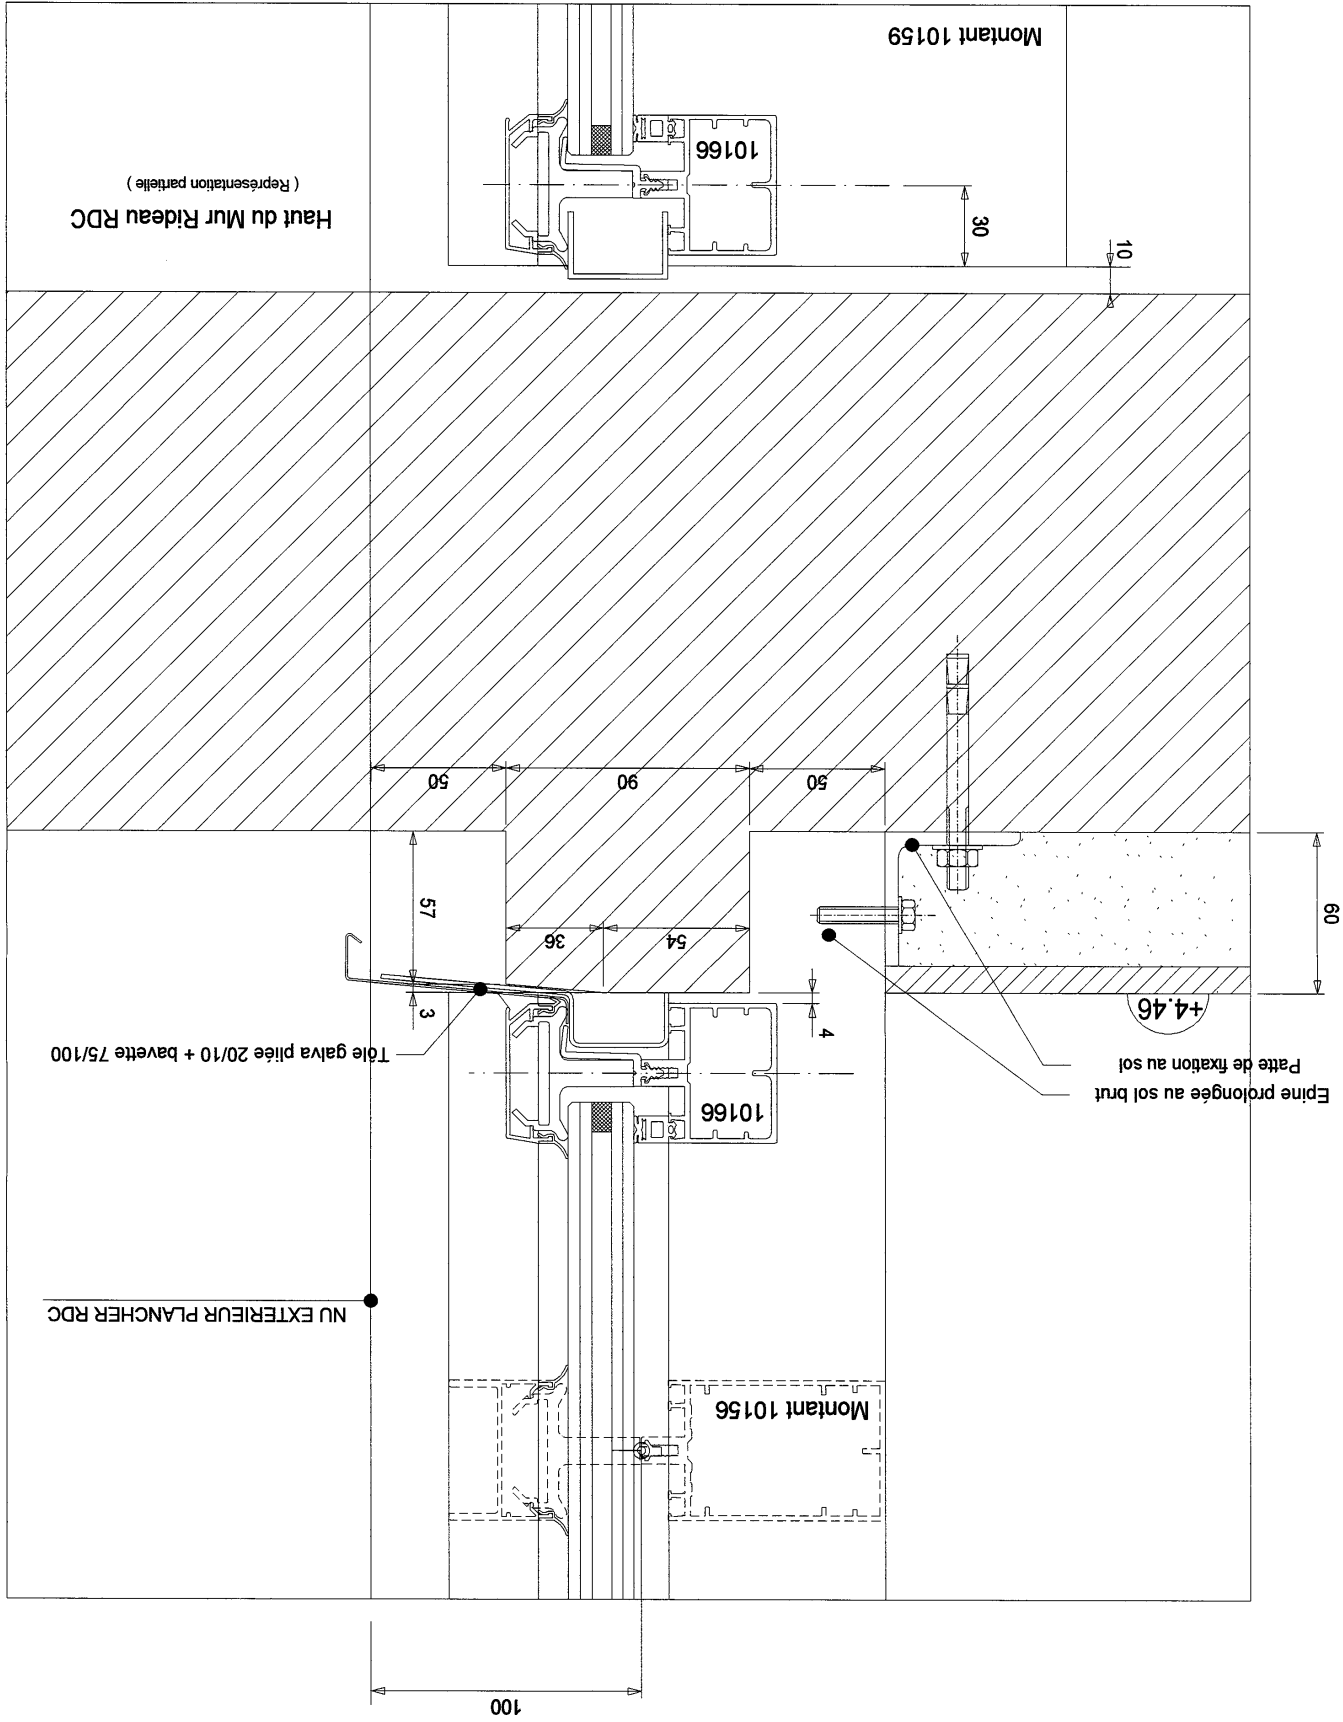 100
Montant 10156
NU EXTERIEUR PLANCHER RDC
10166
Epine prolongée au sol brut
Patte de fixation au sol
Tôle galva pliée 20/10 + bavette 75/100
4
3
+4.46
54
36
60
57
50
90
50
10
30
Haut du Mur Rideau RDC
( Représentation partielle )
10166
Montant 10159